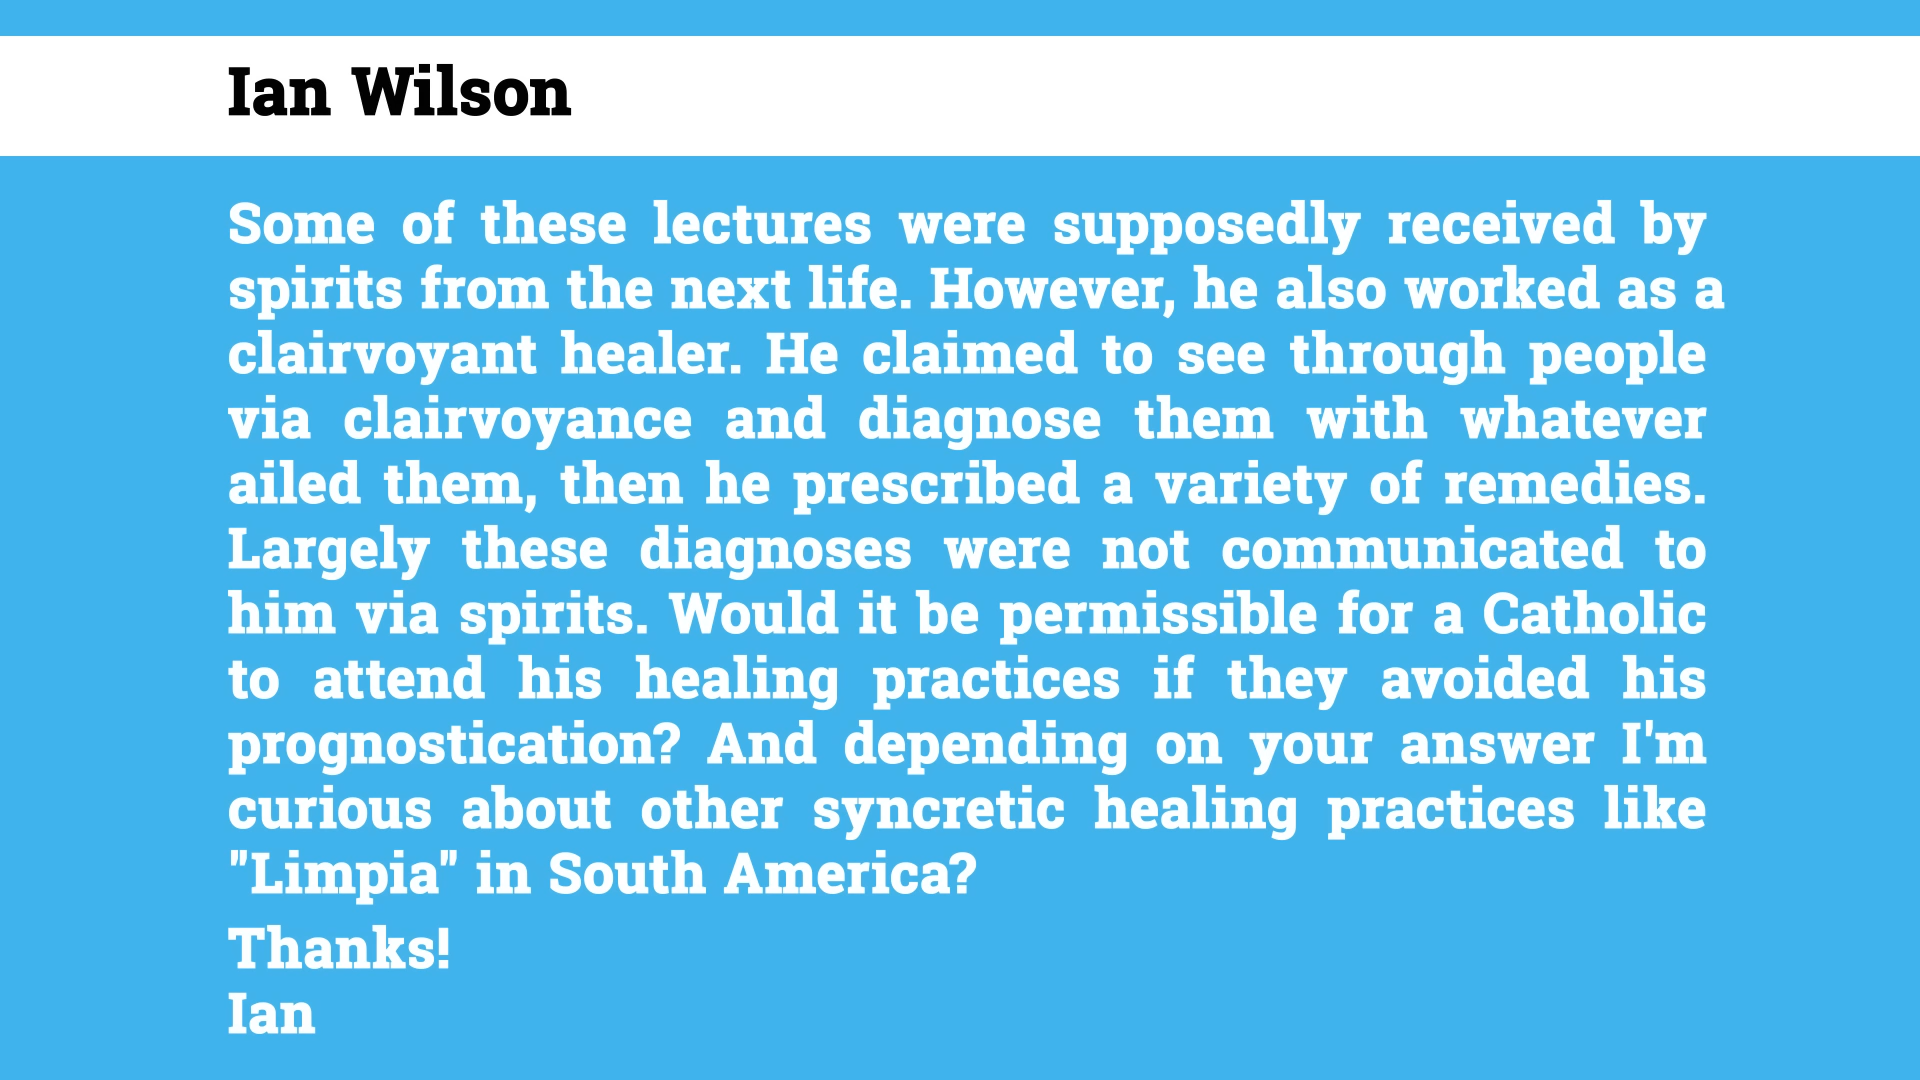 Ian Wilson
Some of these lectures were supposedly received by
spirits from the next life. However, he also worked as a
clairvoyant healer. He claimed to see through people
via clairvoyance and diagnose them with whatever
ailed them, then he prescribed a variety of remedies.
Largely these diagnoses were not communicated to
him via spirits. Would it be permissible for a Catholic
to attend his healing practices if they avoided his
prognostication? And depending on your answer I'm
curious about other syncretic healing practices like
"Limpia" in South America?
Thanks!
Ian